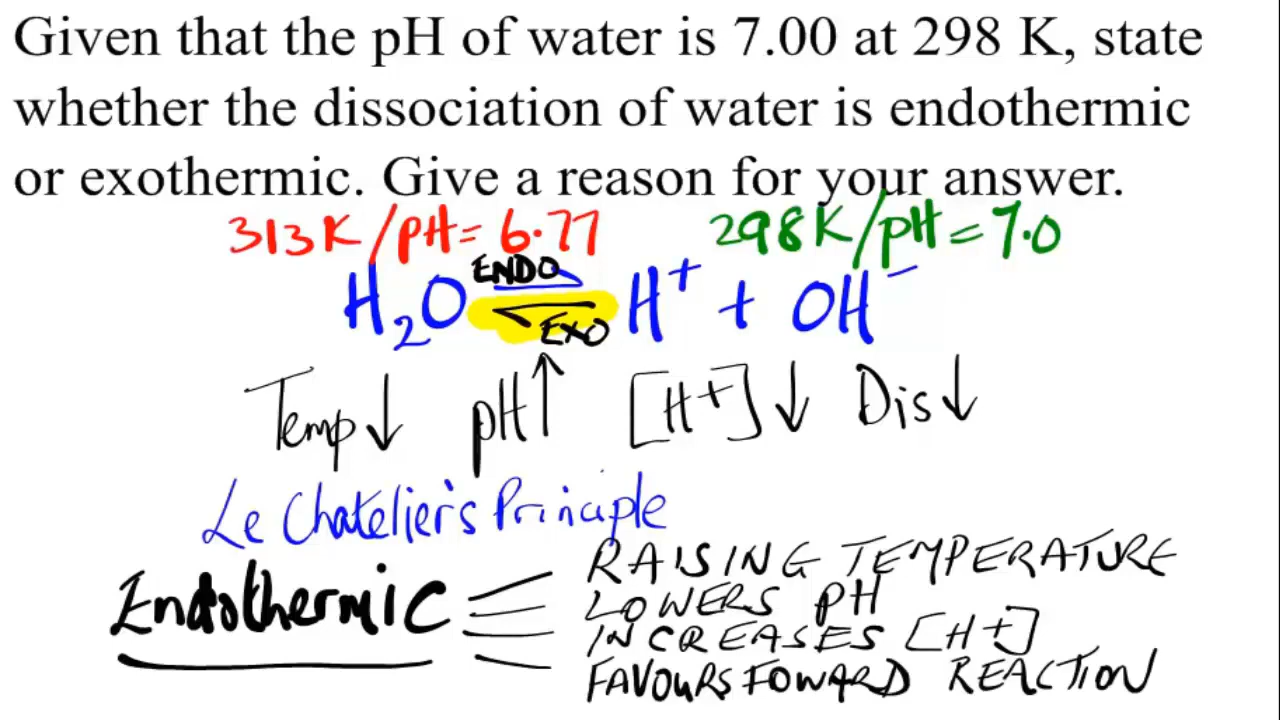 Given that the pH of water is 7.00 at 298 K, state
whether the dissociation of water is endothermic
or exothermic. Give a reason for your answer.
313K/pH= 6.77 298K/pH = 7.0
ENDO
H₂O ⇌ H⁺ + OH⁻
EXO
Temp↓ pH↑ [H+]↓ Dis↓
Le Chatelier's Principle
RAISING TEMPERATURE
Endothermic LOWERS PH
INCREASES [H+]
FAVOURS FOWARD REACTION